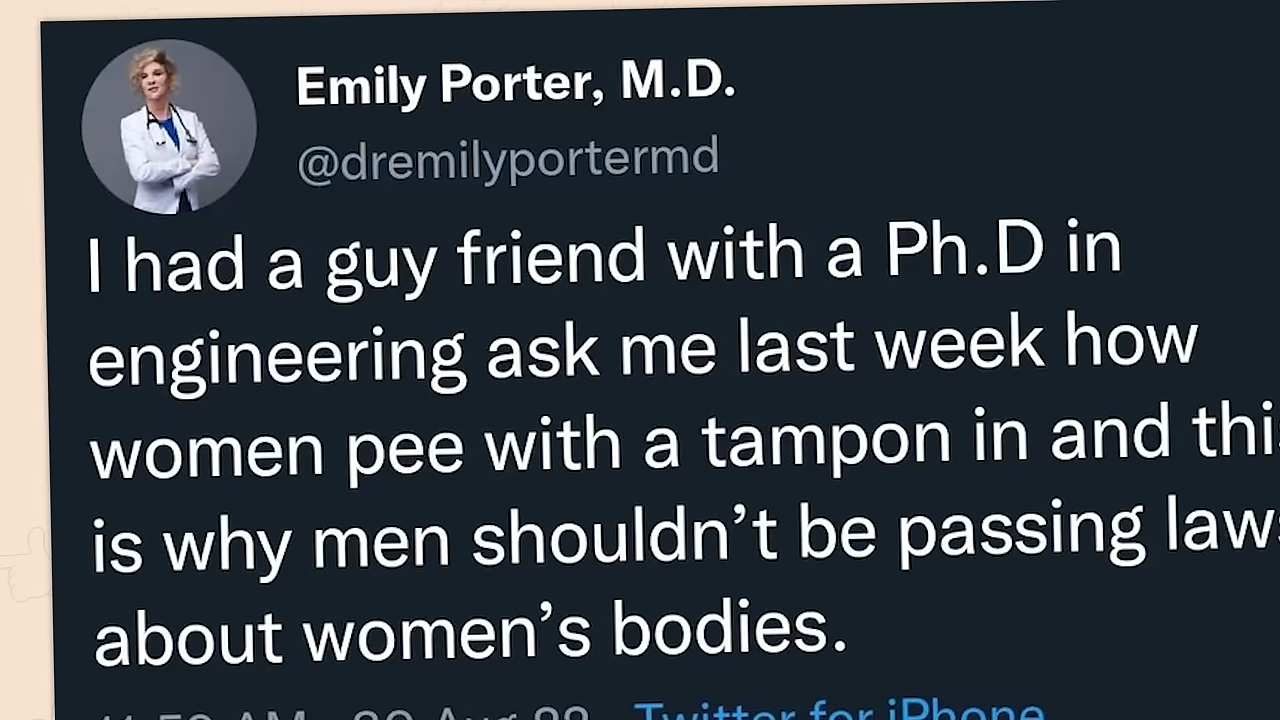 Emily Porter, M.D.
@dremilyportermd
I had a guy friend with a Ph.D in
engineering ask me last week how
women pee with a tampon in and
is why men shouldn’t be passing
about women’s bodies.
Twitter for iPhone